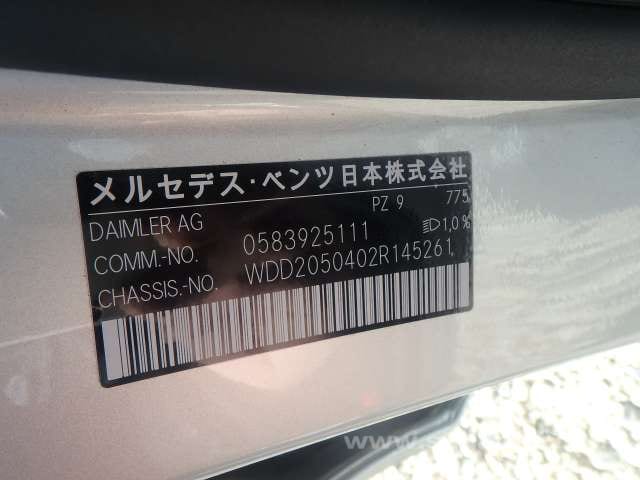 メルセデス・ベンツ日本株式会社
DAIMLER AG PZ 9 775
COMM.-NO. 0583925111 1,0%
CHASSIS.-NO. WDD2050402R145261
www.s